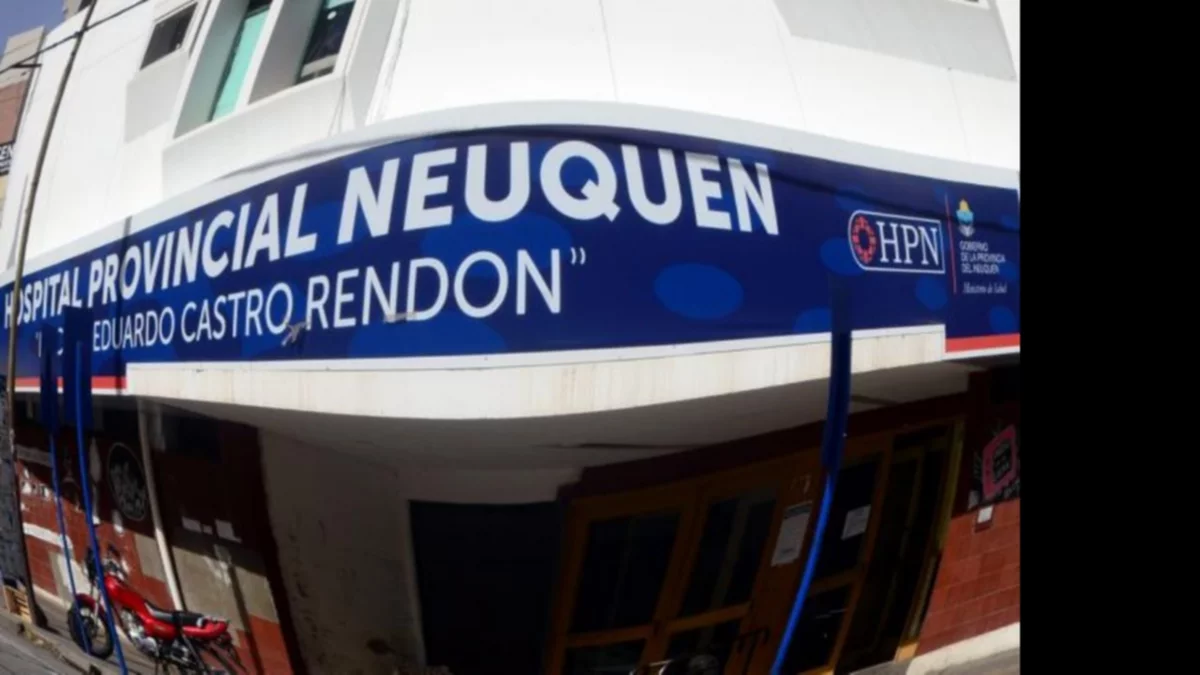 HOSPITAL PROVINCIAL NEUQUEN
EDUARDO CASTRO RENDON”
HPN
GOBIERNO
DE LA PROVINCIA
DEL NEUQUEN
Ministerio de Salud